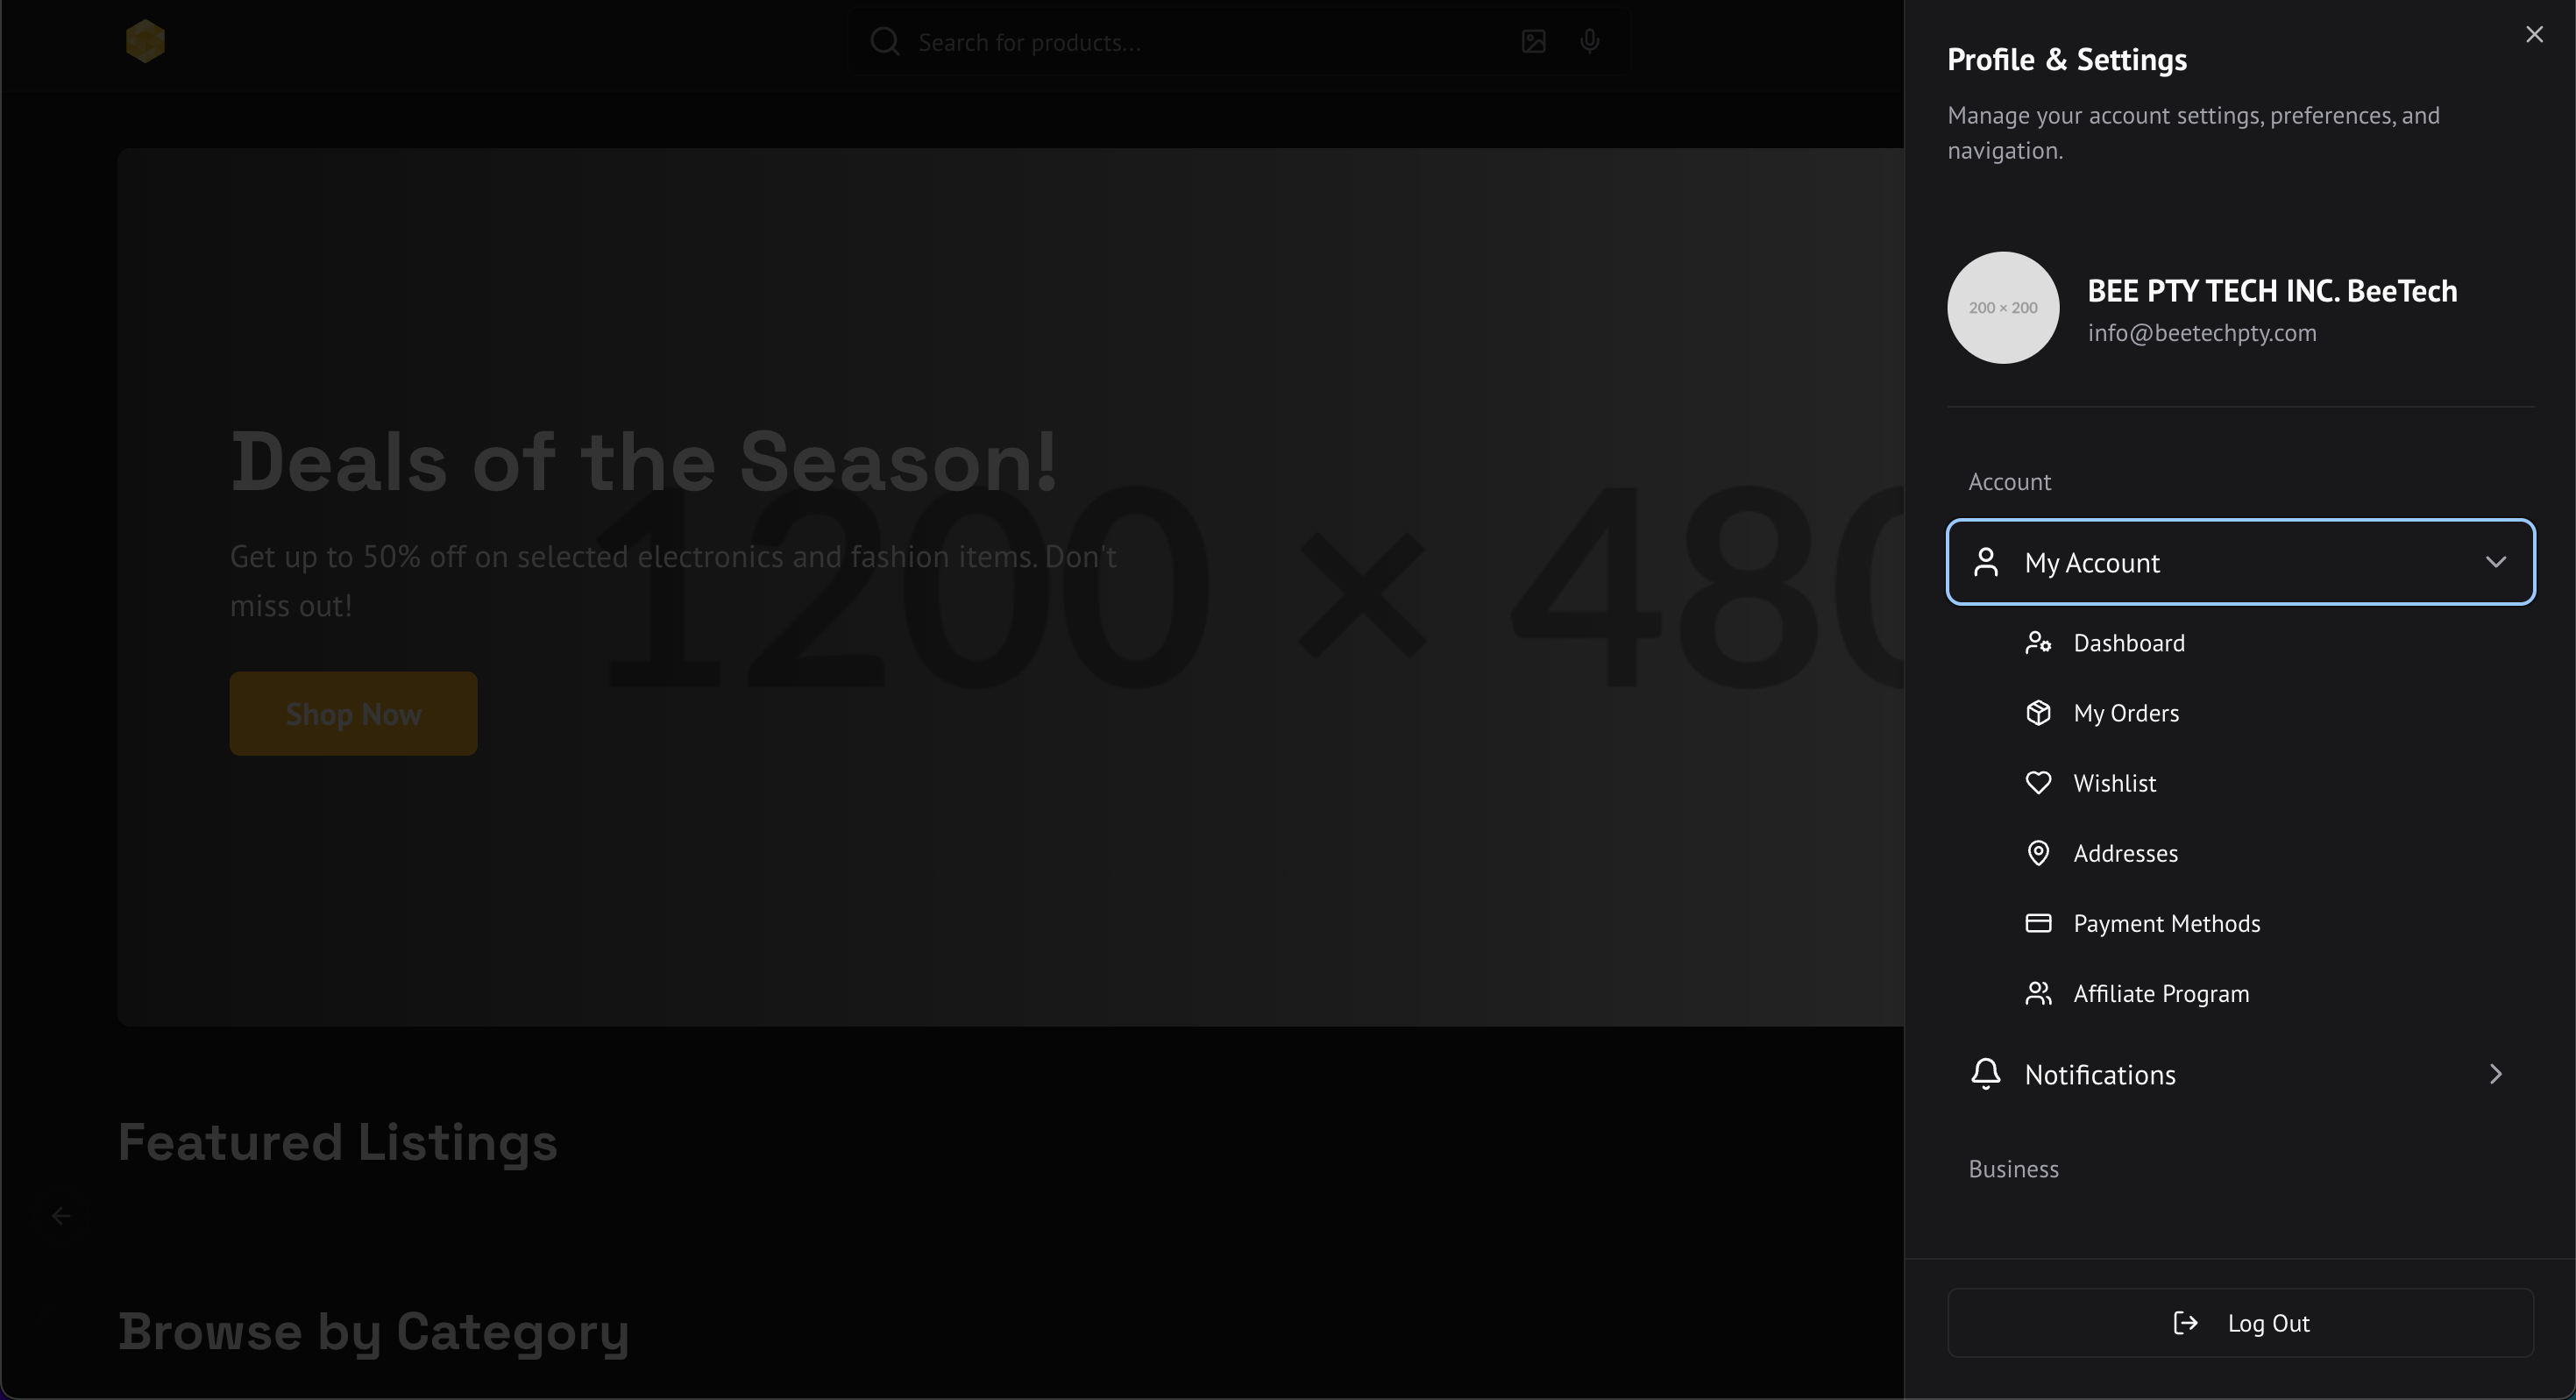 Search for products...
Deals of the Season!
1200 × 480
Get up to 50% off on selected electronics and fashion items. Don't
miss out!
Shop Now
Featured Listings
Browse by Category
Profile & Settings
Manage your account settings, preferences, and
navigation.
200 × 200
BEE PTY TECH INC. BeeTech
info@beetechpty.com
Account
My Account
Dashboard
My Orders
Wishlist
Addresses
Payment Methods
Affiliate Program
Notifications
Business
Log Out